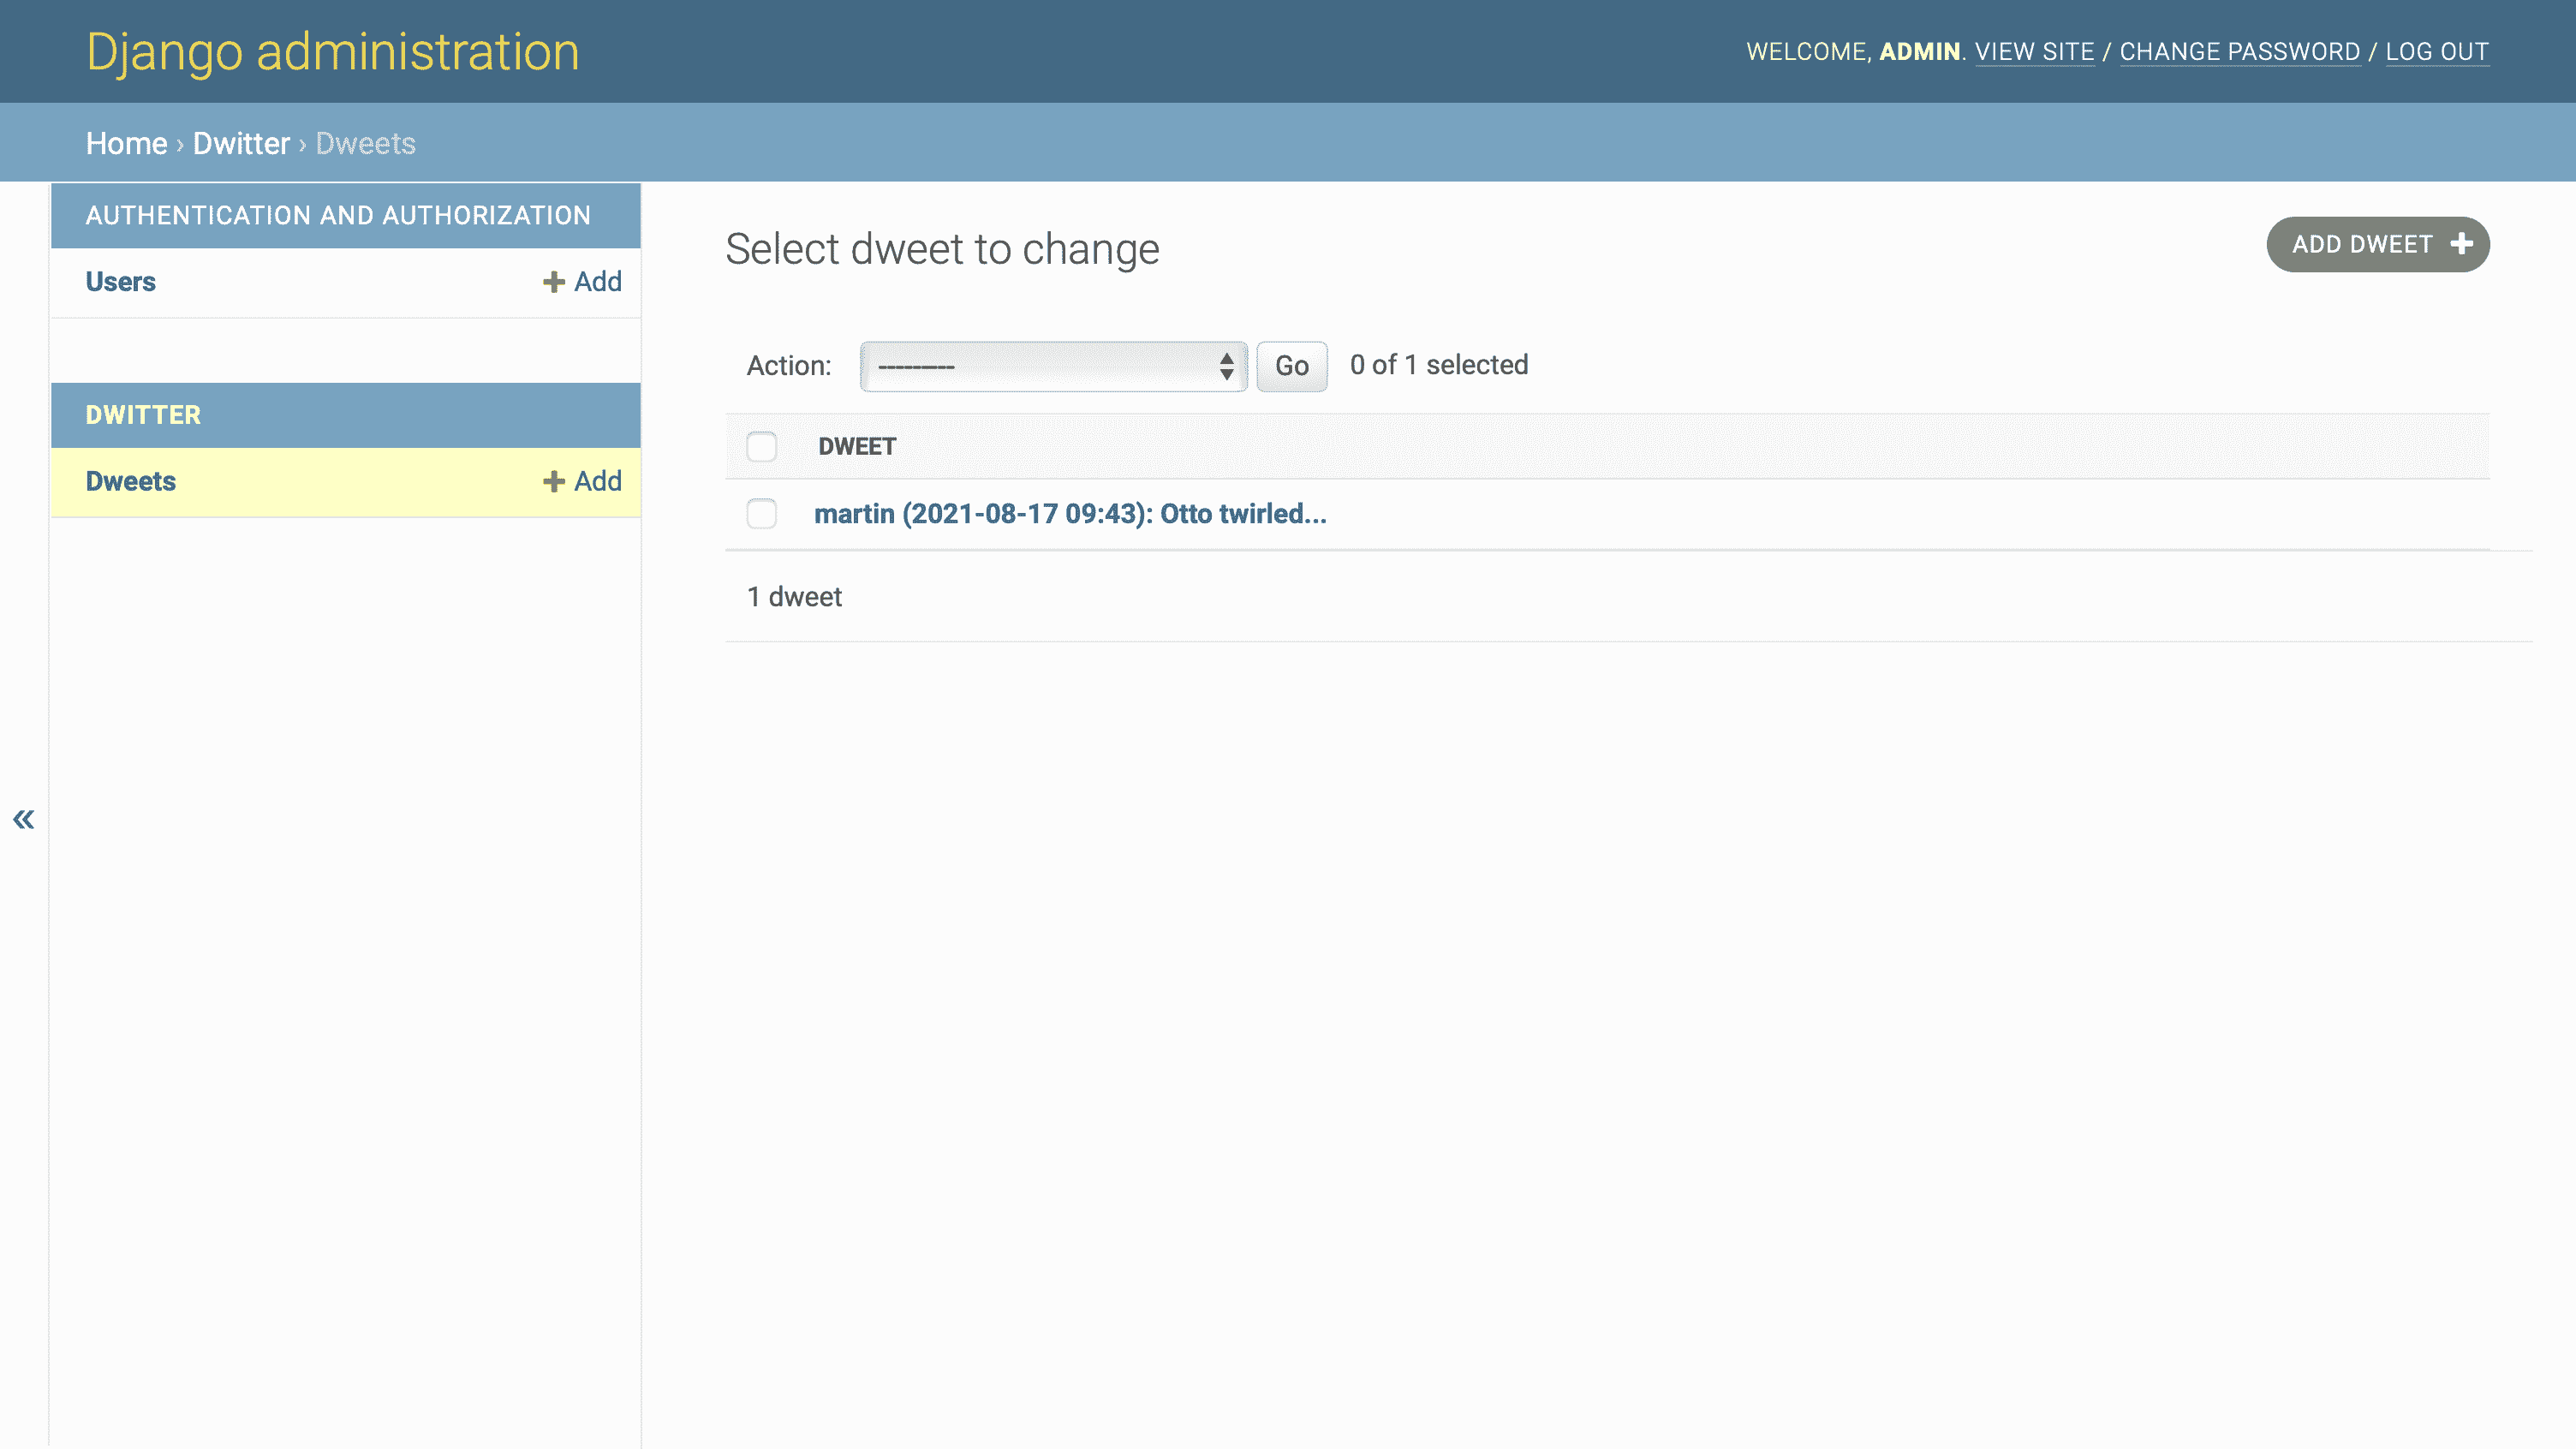 Django administration
WELCOME, ADMIN. VIEW SITE / CHANGE PASSWORD / LOG OUT
Home › Dwitter › Dweets
AUTHENTICATION AND AUTHORIZATION
Users + Add
DWITTER
Dweets + Add
«
Select dweet to change
ADD DWEET +
Action: --------- Go 0 of 1 selected
DWEET
martin (2021-08-17 09:43): Otto twirled...
1 dweet